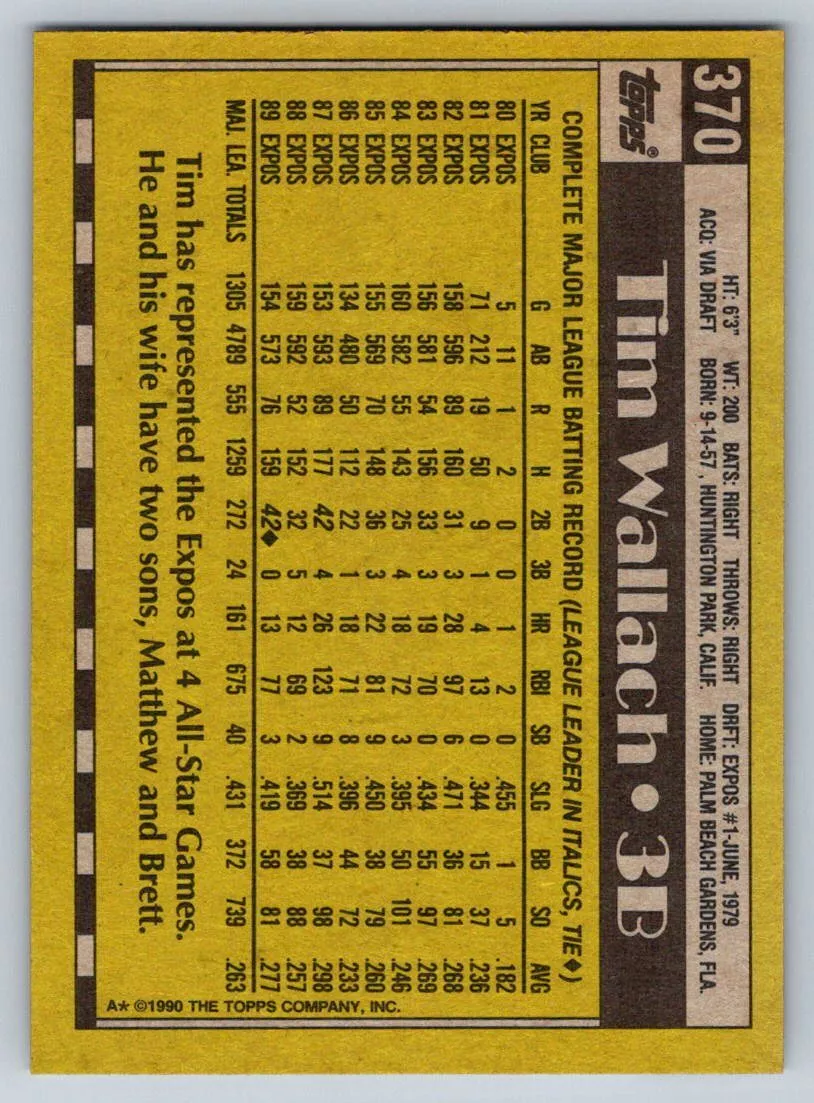 370
HT: 6'3" WT: 200 BATS: RIGHT THROWS: RIGHT DRFT: EXPOS #1-JUNE, 1979
ACQ: VIA DRAFT BORN: 9-14-57, HUNTINGTON PARK, CALIF. HOME: PALM BEACH GARDENS, FLA.
topps®
Tim Wallach • 3B
COMPLETE MAJOR LEAGUE BATTING RECORD (LEAGUE LEADER IN ITALICS, TIE♦)
YR CLUB G AB R H 2B 3B HR RBI SB SLG BB SO AVG
80 EXPOS 5 11 1 2 0 0 1 2 0 .455 1 5 .182
81 EXPOS 71 212 19 50 9 1 4 13 0 .344 15 37 .236
82 EXPOS 158 596 89 160 31 3 28 97 6 .471 36 81 .268
83 EXPOS 156 581 54 156 33 3 19 70 0 .434 55 97 .269
84 EXPOS 160 582 55 143 25 4 18 72 3 .395 50 101 .246
85 EXPOS 155 569 70 148 36 3 22 81 9 .450 38 79 .260
86 EXPOS 134 480 50 112 22 1 18 71 8 .396 44 72 .233
87 EXPOS 153 593 89 177 42 4 26 123 9 .514 37 98 .298
88 EXPOS 159 592 52 152 32 5 12 69 2 .369 38 88 .257
89 EXPOS 154 573 76 159 42♦ 0 13 77 3 .419 58 81 .277
MAJ. LEA. TOTALS 1305 4789 555 1259 272 24 161 675 40 .431 372 739 .263
Tim has represented the Expos at 4 All-Star Games.
He and his wife have two sons, Matthew and Brett.
A* ©1990 THE TOPPS COMPANY, INC.